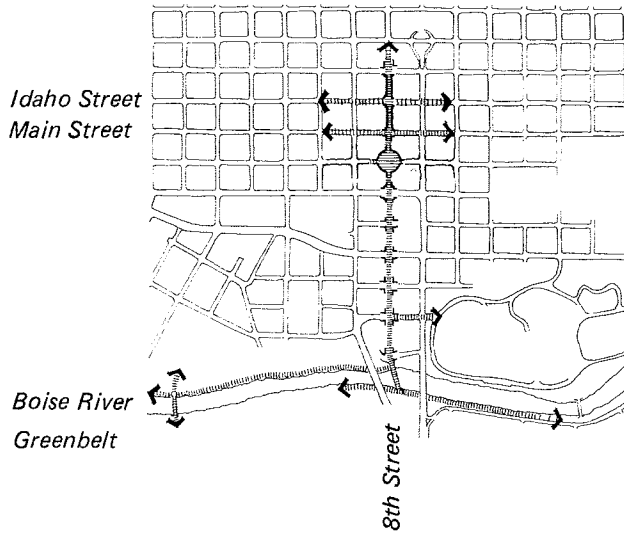 Idaho Street
Main Street
Boise River
Greenbelt
8th Street